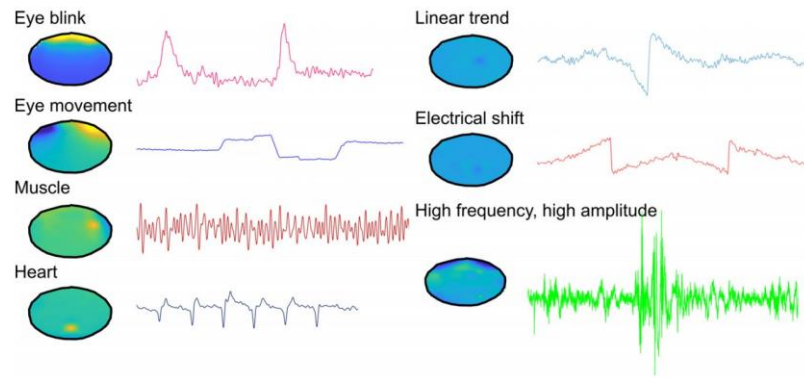 Eye blink
Eye movement
Muscle
Heart
Linear trend
Electrical shift
High frequency, high amplitude